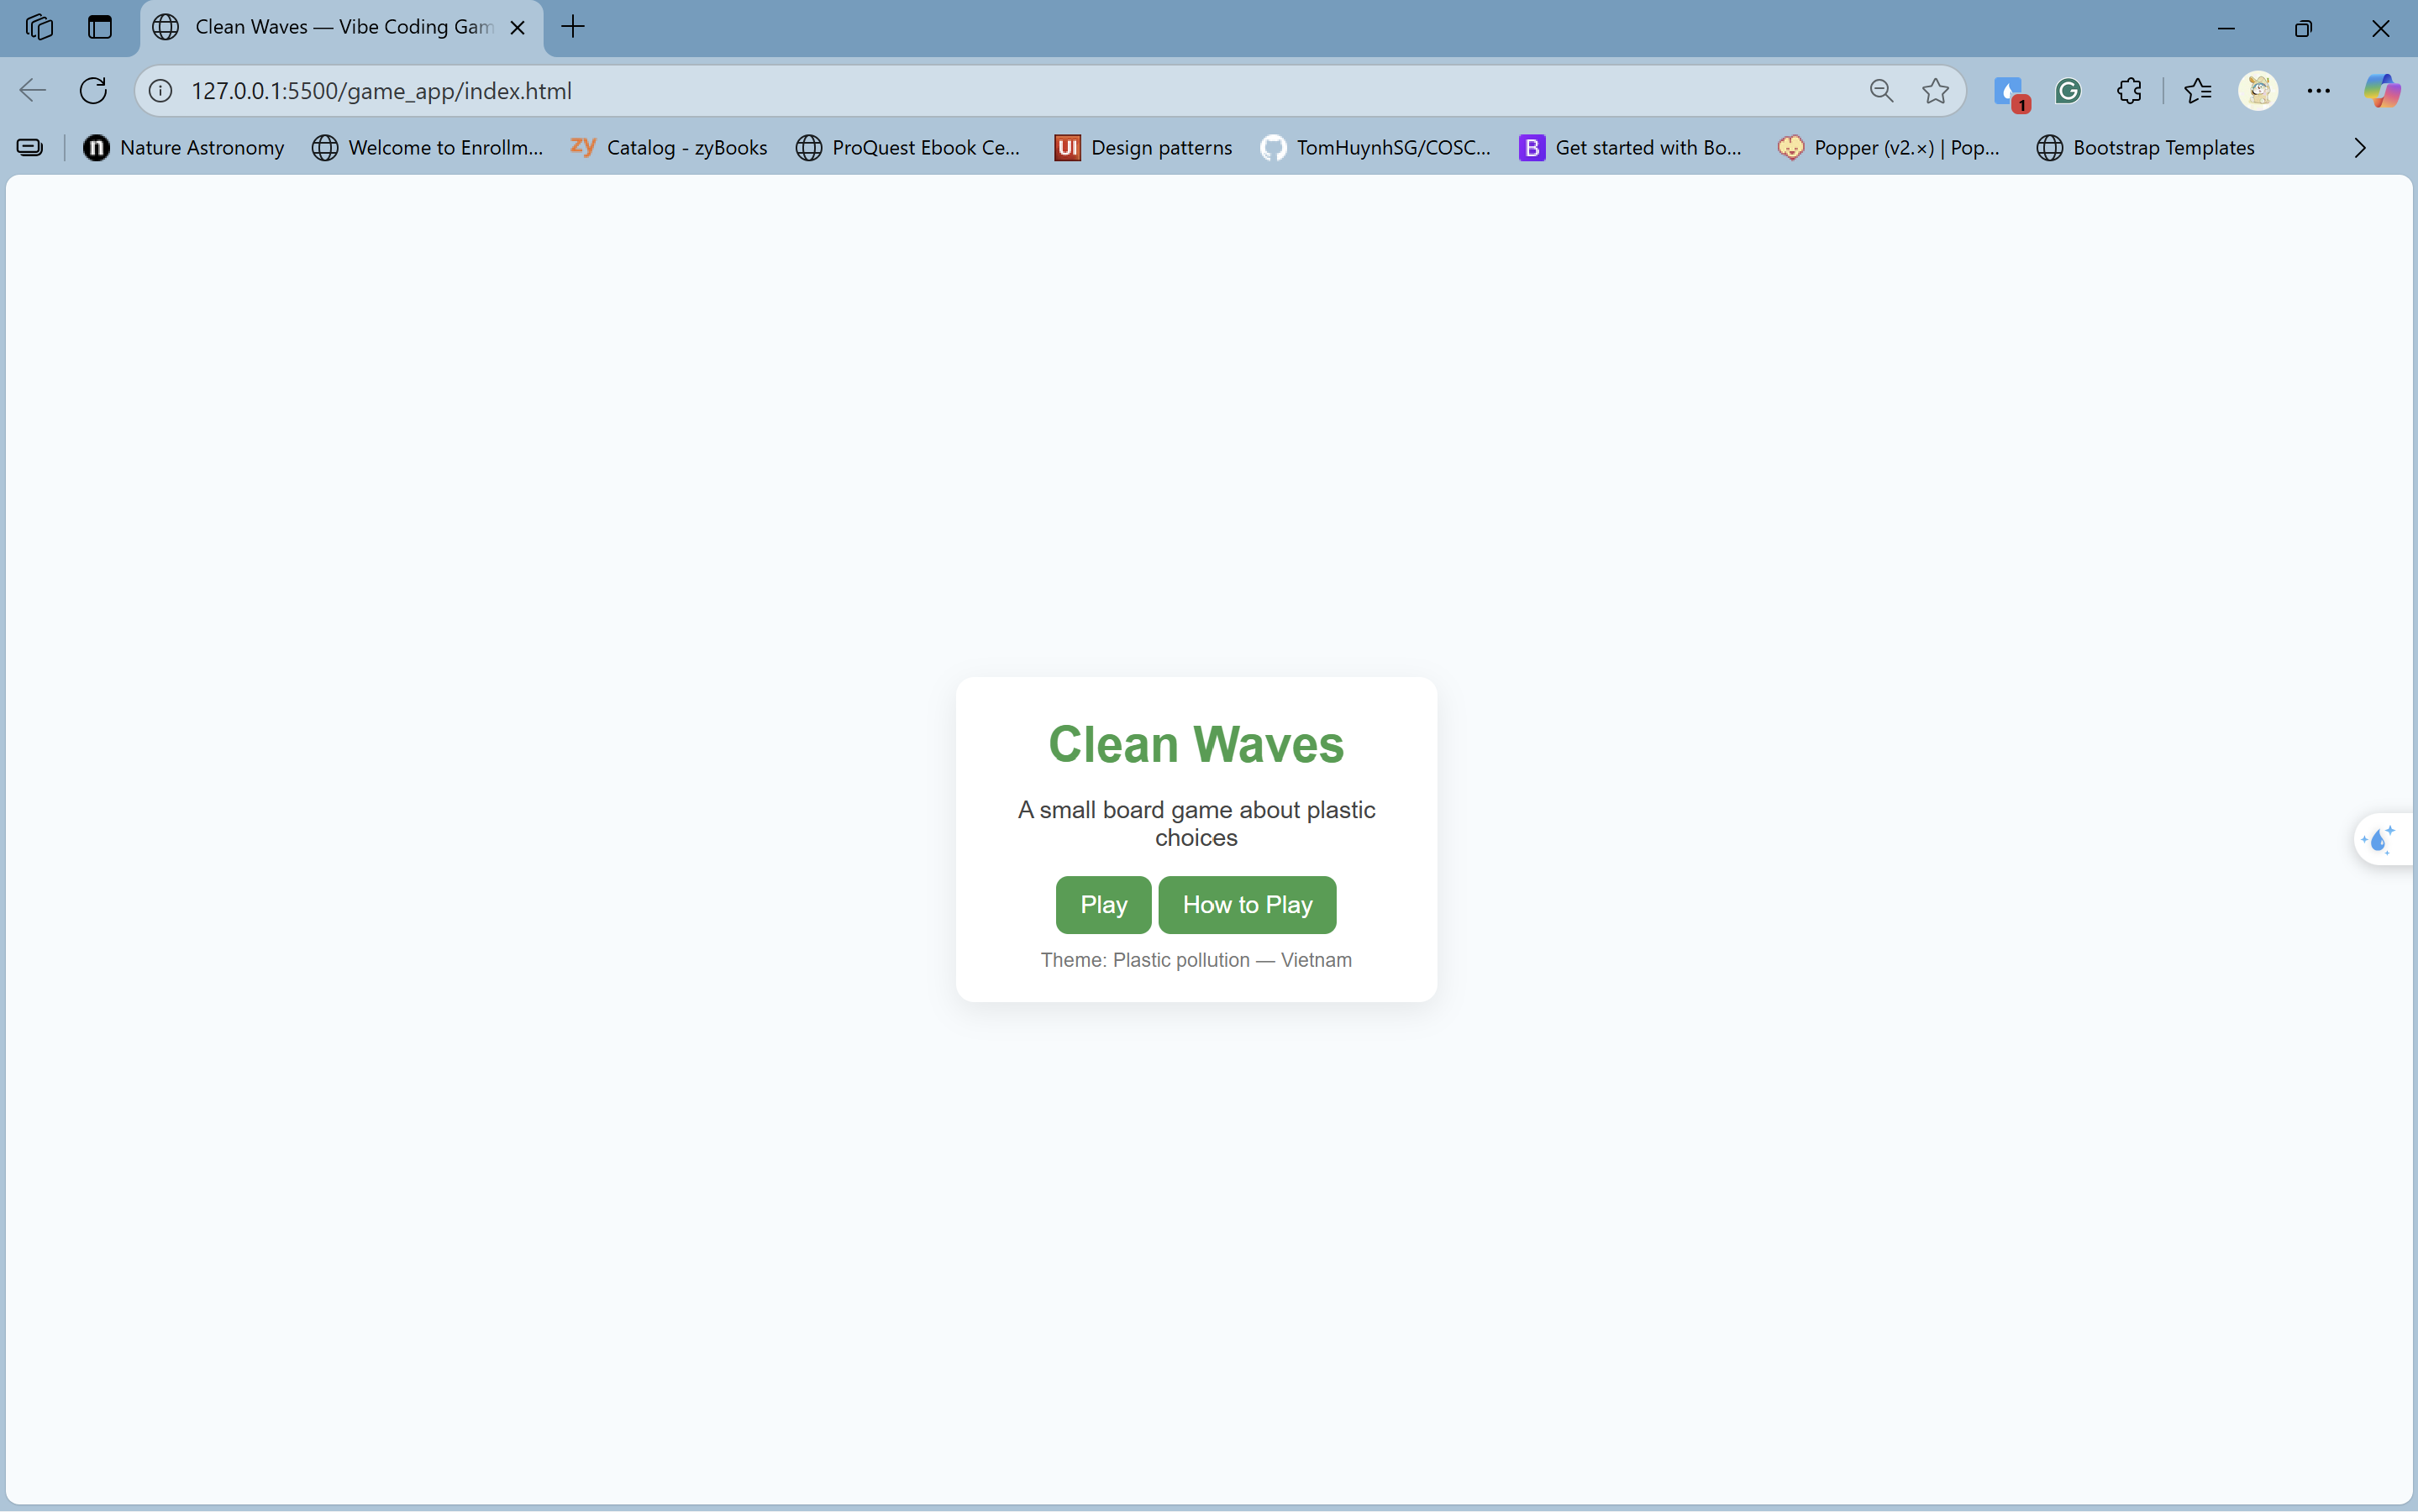 Clean Waves — Vibe Coding Gam
127.0.0.1:5500/game_app/index.html
1
n Nature Astronomy Welcome to Enrollm... zy Catalog - zyBooks ProQuest Ebook Ce... UI Design patterns TomHuynhSG/COSC... B Get started with Bo... Popper (v2.×) | Pop... Bootstrap Templates
Clean Waves
A small board game about plastic
choices
Play How to Play
Theme: Plastic pollution — Vietnam